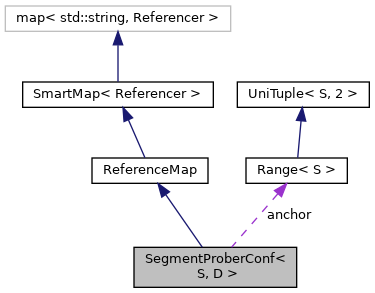 map< std::string, Referencer >
SmartMap< Referencer >
UniTuple< S, 2 >
ReferenceMap
Range< S >
anchor
SegmentProberConf<
S, D >